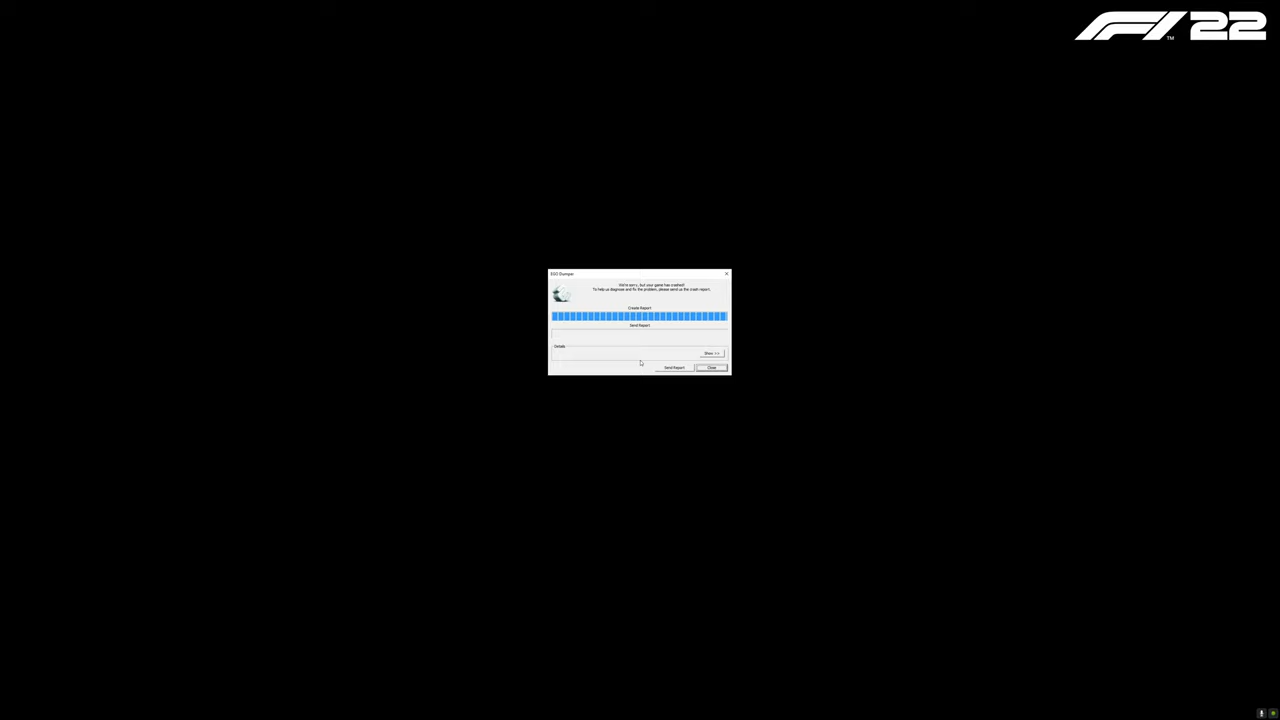 F1 22
TM
EGO Dumper
We're sorry, but your game has crashed!
To help us diagnose and fix the problem, please send us the crash report.
Create Report
Send Report
Details
Show >>
Send Report
Close